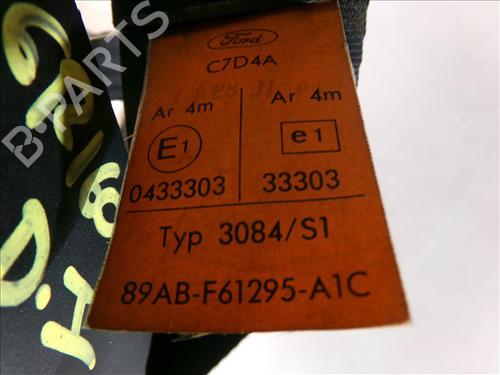 Ford
C7D4A
Ar 4m Ar 4m
E1 e1
0433303 33303
Typ 3084/S1
89AB-F61295-A1C
B-Parts